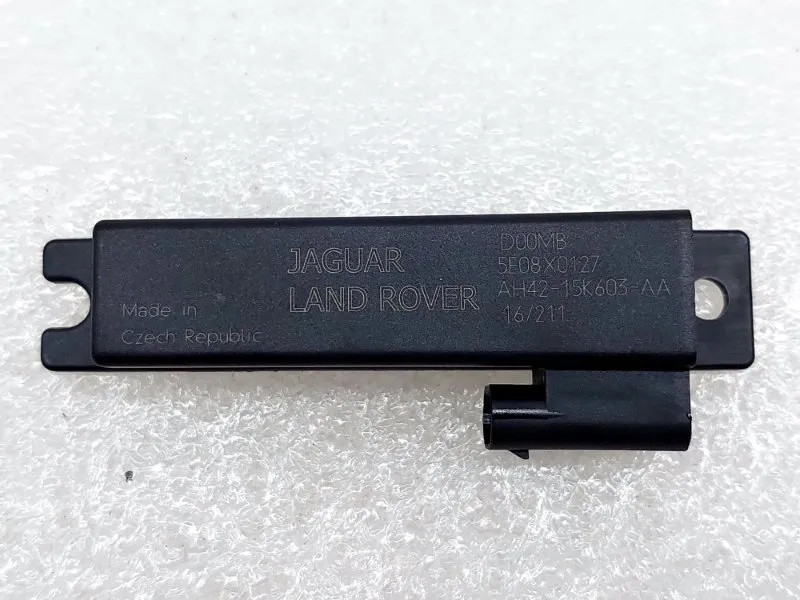 JAGUAR
LAND ROVER
D00MB
5E08X0127
AH42-15K603-AA
16/211
Made in
Czech Republic